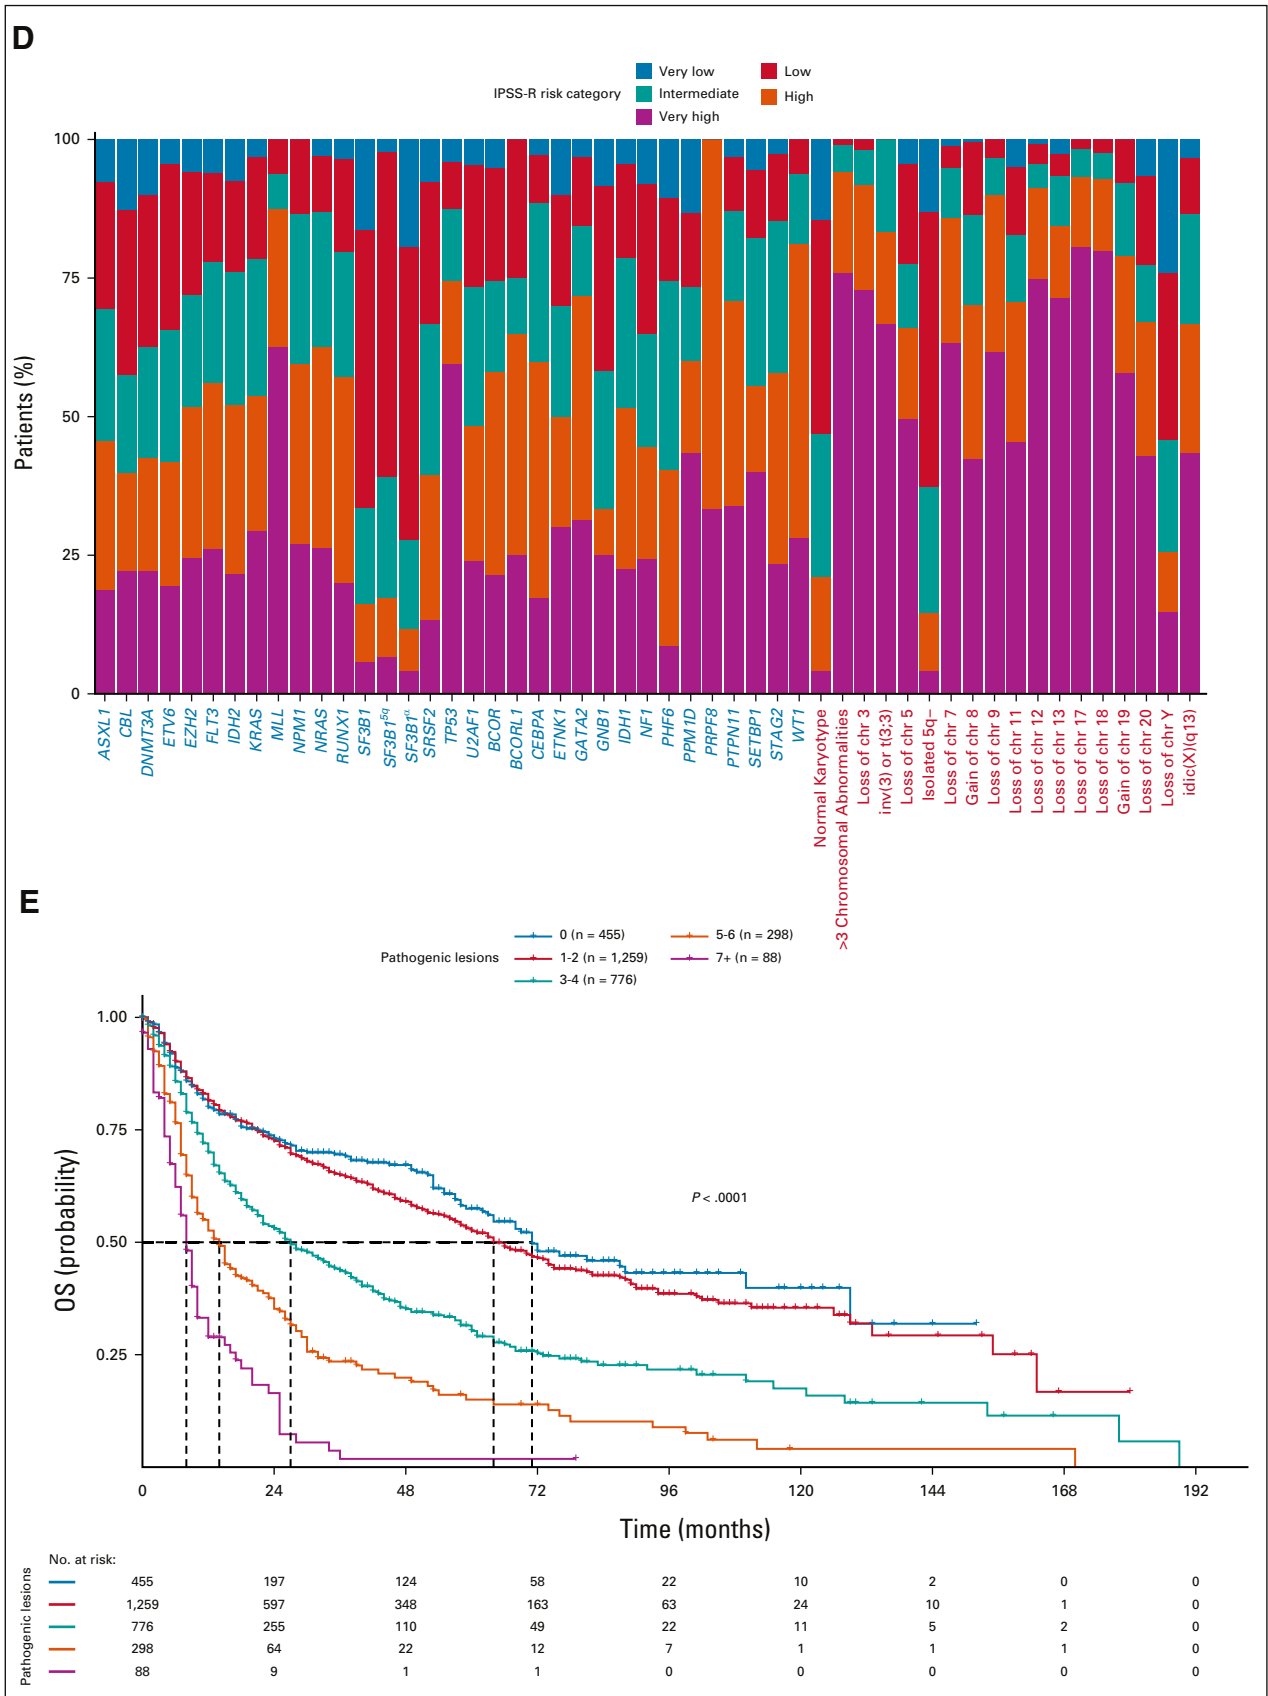 D
IPSS-R risk category
Very low
Low
Intermediate
High
Very high
Patients (%)
100
75
50
25
0
ASXL1
CBL
DNMT3A
ETV6
EZH2
FLT3
IDH2
KRAS
MLL
NPM1
NRAS
RUNX1
SF3B1
SF3B1⁵q
SF3B1α
SRSF2
TP53
U2AF1
BCOR
BCORL1
CEBPA
ETNK1
GATA2
GNB1
IDH1
NF1
PHF6
PPM1D
PRPF8
PTPN11
SETBP1
STAG2
WT1
Normal Karyotype
>3 Chromosomal Abnormalities
Loss of chr 3
inv(3) or t(3;3)
Loss of chr 5
Isolated 5q–
Loss of chr 7
Gain of chr 8
Loss of chr 9
Loss of chr 11
Loss of chr 12
Loss of chr 13
Loss of chr 17
Loss of chr 18
Gain of chr 19
Loss of chr 20
Loss of chr Y
idic(X)(q13)
E
Pathogenic lesions
0 (n = 455)
5-6 (n = 298)
1-2 (n = 1,259)
7+ (n = 88)
3-4 (n = 776)
OS (probability)
1.00
0.75
0.50
0.25
P < .0001
0 24 48 72 96 120 144 168 192
Time (months)
No. at risk:
Pathogenic lesions
455 197 124 58 22 10 2 0 0
1,259 597 348 163 63 24 10 1 0
776 255 110 49 22 11 5 2 0
298 64 22 12 7 1 1 1 0
88 9 1 1 0 0 0 0 0